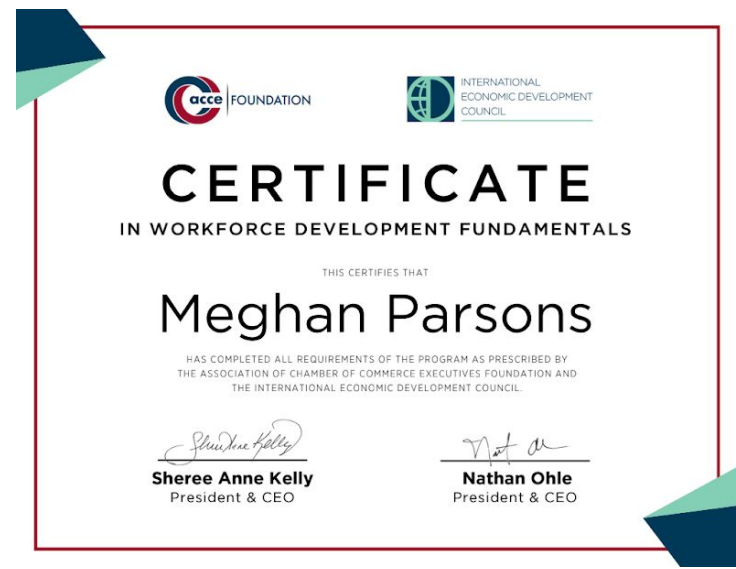 acce FOUNDATION
INTERNATIONAL
ECONOMIC DEVELOPMENT
COUNCIL
CERTIFICATE
IN WORKFORCE DEVELOPMENT FUNDAMENTALS
THIS CERTIFIES THAT
Meghan Parsons
HAS COMPLETED ALL REQUIREMENTS OF THE PROGRAM AS PRESCRIBED BY
THE ASSOCIATION OF CHAMBER OF COMMERCE EXECUTIVES FOUNDATION AND
THE INTERNATIONAL ECONOMIC DEVELOPMENT COUNCIL.
Sheree Anne Kelly
President & CEO
Nathan Ohle
President & CEO